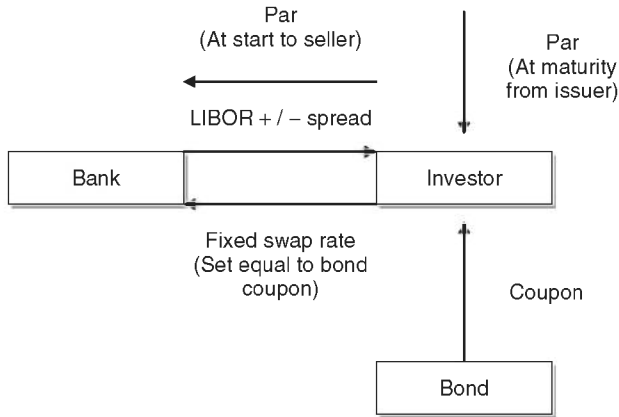 Par
(At start to seller)
Par
(At maturity
from issuer)
LIBOR + / − spread
Bank
Investor
Fixed swap rate
(Set equal to bond
coupon)
Coupon
Bond